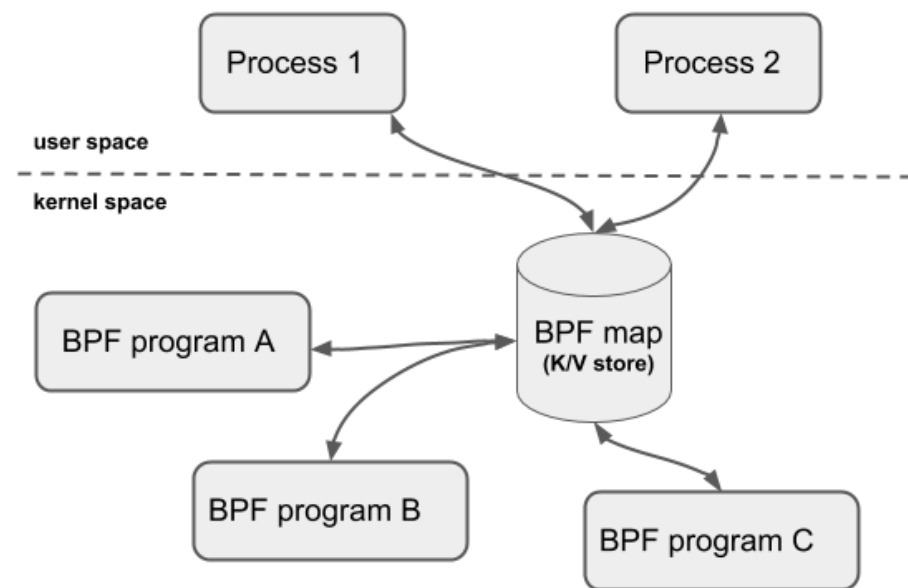 Process 1
Process 2
user space
kernel space
BPF map
(K/V store)
BPF program A
BPF program B
BPF program C